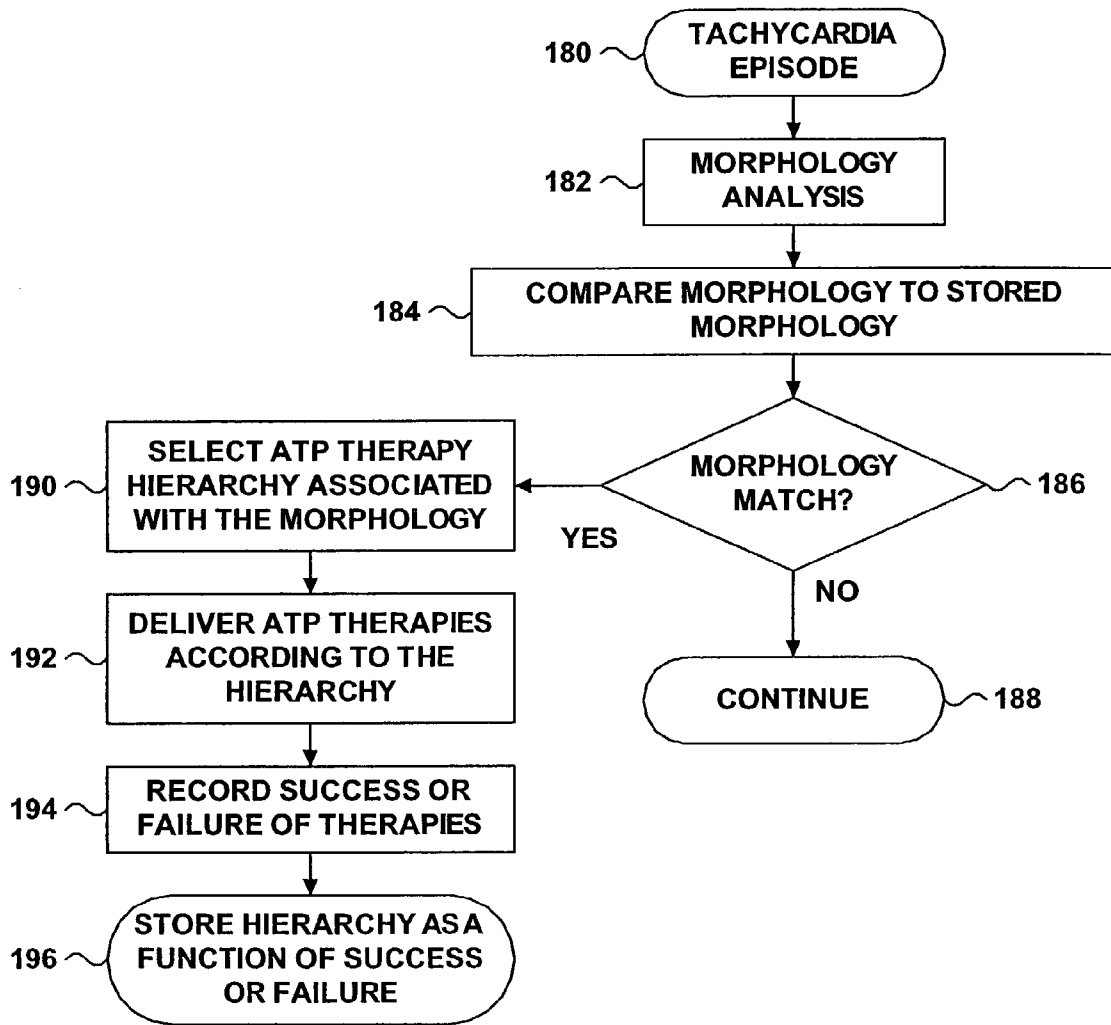 180
TACHYCARDIA
EPISODE
182
MORPHOLOGY
ANALYSIS
184
COMPARE MORPHOLOGY TO STORED
MORPHOLOGY
MORPHOLOGY
MATCH?
186
YES
NO
CONTINUE
188
190
SELECT ATP THERAPY
HIERARCHY ASSOCIATED
WITH THE MORPHOLOGY
192
DELIVER ATP THERAPIES
ACCORDING TO THE
HIERARCHY
194
RECORD SUCCESS OR
FAILURE OF THERAPIES
196
STORE HIERARCHY AS A
FUNCTION OF SUCCESS
OR FAILURE